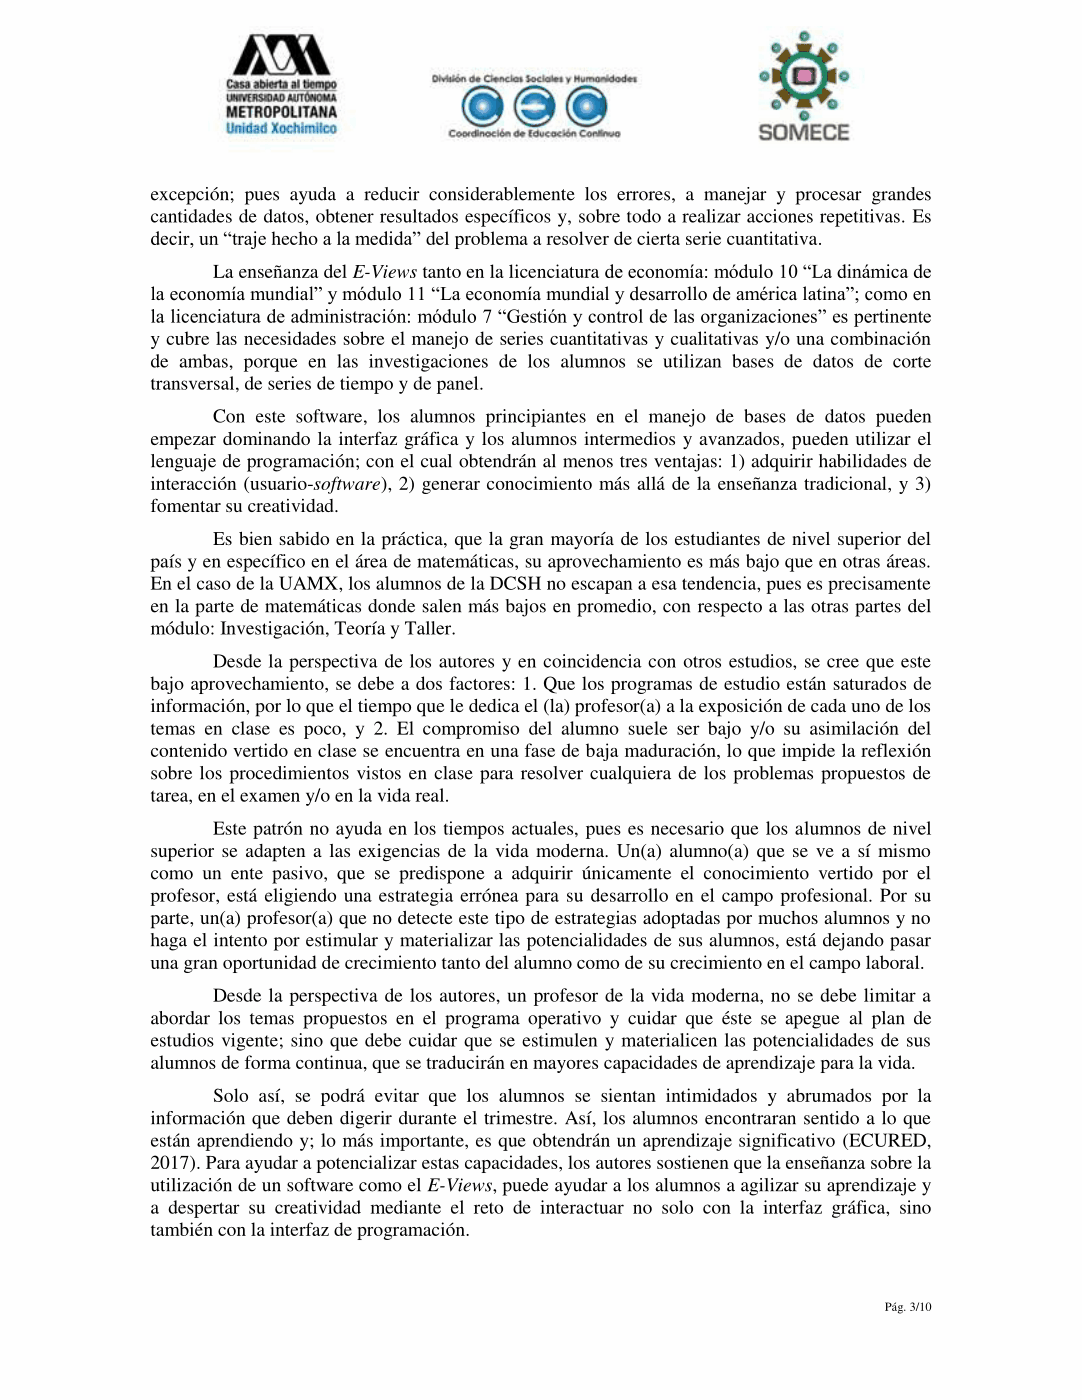 Casa abierta al tiempo
UNIVERSIDAD AUTÓNOMA
METROPOLITANA
Unidad Xochimilco
División de Ciencias Sociales y Humanidades
Coordinación de Educación Continua
SOMECE
excepción; pues ayuda a reducir considerablemente los errores, a manejar y procesar grandes
cantidades de datos, obtener resultados específicos y, sobre todo a realizar acciones repetitivas. Es
decir, un “traje hecho a la medida” del problema a resolver de cierta serie cuantitativa.
La enseñanza del E-Views tanto en la licenciatura de economía: módulo 10 “La dinámica de
la economía mundial” y módulo 11 “La economía mundial y desarrollo de américa latina”; como en
la licenciatura de administración: módulo 7 “Gestión y control de las organizaciones” es pertinente
y cubre las necesidades sobre el manejo de series cuantitativas y cualitativas y/o una combinación
de ambas, porque en las investigaciones de los alumnos se utilizan bases de datos de corte
transversal, de series de tiempo y de panel.
Con este software, los alumnos principiantes en el manejo de bases de datos pueden
empezar dominando la interfaz gráfica y los alumnos intermedios y avanzados, pueden utilizar el
lenguaje de programación; con el cual obtendrán al menos tres ventajas: 1) adquirir habilidades de
interacción (usuario-software), 2) generar conocimiento más allá de la enseñanza tradicional, y 3)
fomentar su creatividad.
Es bien sabido en la práctica, que la gran mayoría de los estudiantes de nivel superior del
país y en específico en el área de matemáticas, su aprovechamiento es más bajo que en otras áreas.
En el caso de la UAMX, los alumnos de la DCSH no escapan a esa tendencia, pues es precisamente
en la parte de matemáticas donde salen más bajos en promedio, con respecto a las otras partes del
módulo: Investigación, Teoría y Taller.
Desde la perspectiva de los autores y en coincidencia con otros estudios, se cree que este
bajo aprovechamiento, se debe a dos factores: 1. Que los programas de estudio están saturados de
información, por lo que el tiempo que le dedica el (la) profesor(a) a la exposición de cada uno de los
temas en clase es poco, y 2. El compromiso del alumno suele ser bajo y/o su asimilación del
contenido vertido en clase se encuentra en una fase de baja maduración, lo que impide la reflexión
sobre los procedimientos vistos en clase para resolver cualquiera de los problemas propuestos de
tarea, en el examen y/o en la vida real.
Este patrón no ayuda en los tiempos actuales, pues es necesario que los alumnos de nivel
superior se adapten a las exigencias de la vida moderna. Un(a) alumno(a) que se ve a sí mismo
como un ente pasivo, que se predispone a adquirir únicamente el conocimiento vertido por el
profesor, está eligiendo una estrategia errónea para su desarrollo en el campo profesional. Por su
parte, un(a) profesor(a) que no detecte este tipo de estrategias adoptadas por muchos alumnos y no
haga el intento por estimular y materializar las potencialidades de sus alumnos, está dejando pasar
una gran oportunidad de crecimiento tanto del alumno como de su crecimiento en el campo laboral.
Desde la perspectiva de los autores, un profesor de la vida moderna, no se debe limitar a
abordar los temas propuestos en el programa operativo y cuidar que éste se apegue al plan de
estudios vigente; sino que debe cuidar que se estimulen y materialicen las potencialidades de sus
alumnos de forma continua, que se traducirán en mayores capacidades de aprendizaje para la vida.
Solo así, se podrá evitar que los alumnos se sientan intimidados y abrumados por la
información que deben digerir durante el trimestre. Así, los alumnos encontraran sentido a lo que
están aprendiendo y; lo más importante, es que obtendrán un aprendizaje significativo (ECURED,
2017). Para ayudar a potencializar estas capacidades, los autores sostienen que la enseñanza sobre la
utilización de un software como el E-Views, puede ayudar a los alumnos a agilizar su aprendizaje y
a despertar su creatividad mediante el reto de interactuar no solo con la interfaz gráfica, sino
también con la interfaz de programación.
Pág. 3/10